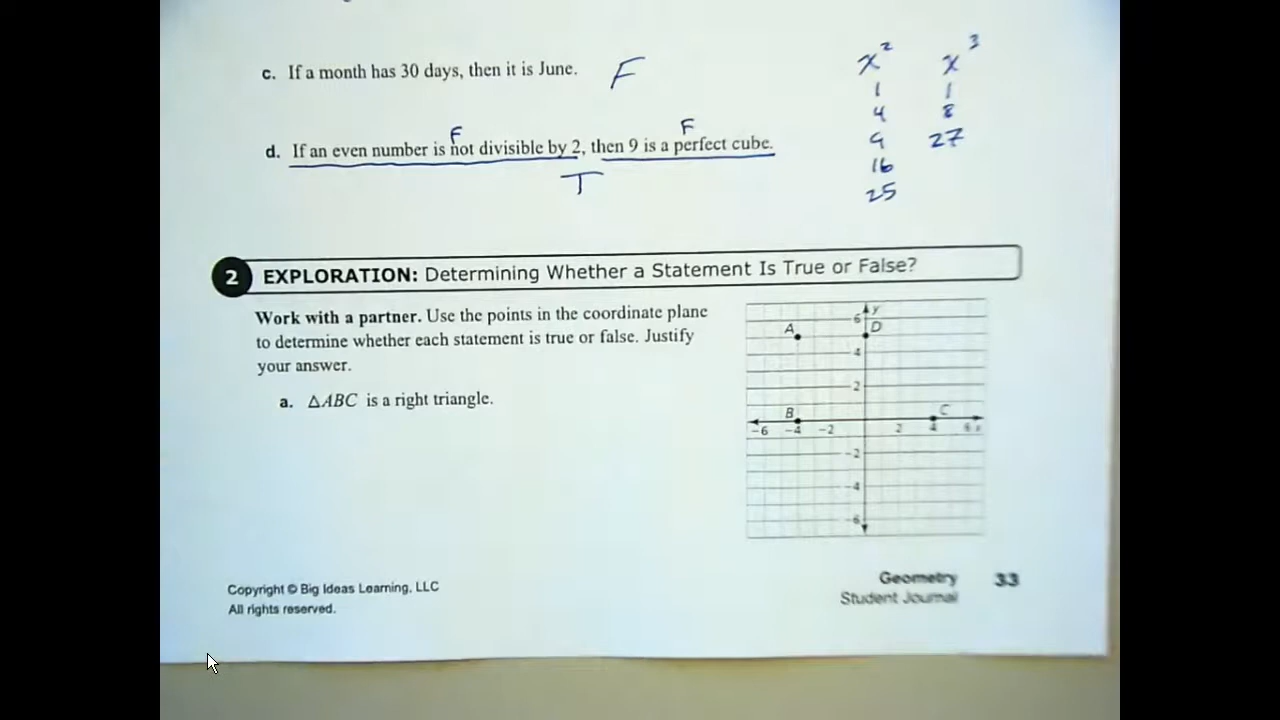 c. If a month has 30 days, then it is June. F
x² x³
1 1
4 8
9 27
16
25
F F
d. If an even number is not divisible by 2, then 9 is a perfect cube.
T
2 EXPLORATION: Determining Whether a Statement Is True or False?
Work with a partner. Use the points in the coordinate plane
to determine whether each statement is true or false. Justify
your answer.
a. △ABC is a right triangle.
y
6
A D
4
2
B C
-6 -4 -2 2 4 6 x
-2
-4
-6
Copyright © Big Ideas Learning, LLC
All rights reserved.
Geometry 33
Student Journal